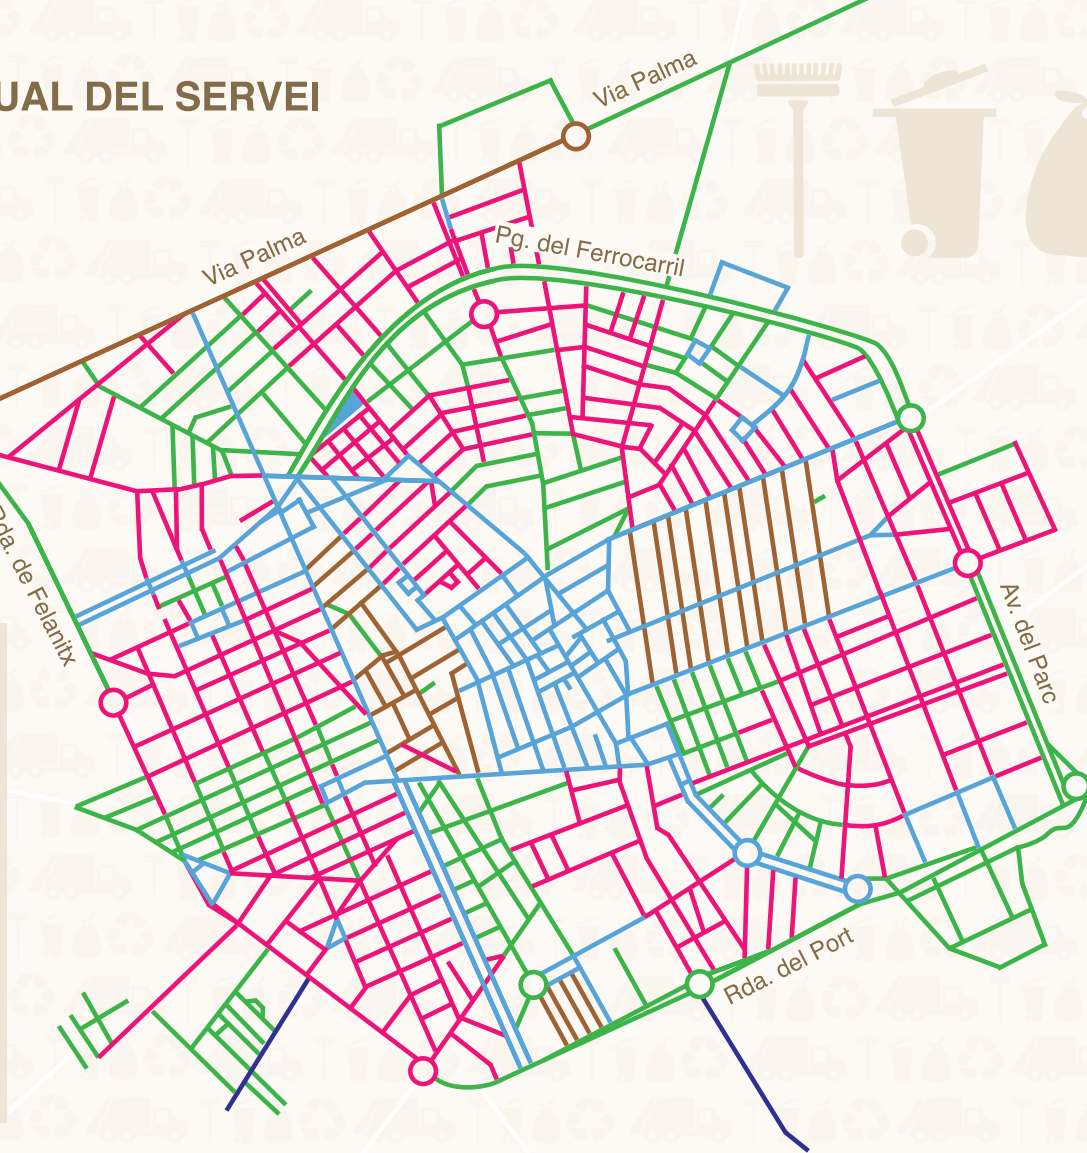 UAL DEL SERVEI
Via Palma
Via Palma
Pg. del Ferrocarril
Rda. de Felanitx
Av. del Parc
Rda. del Port